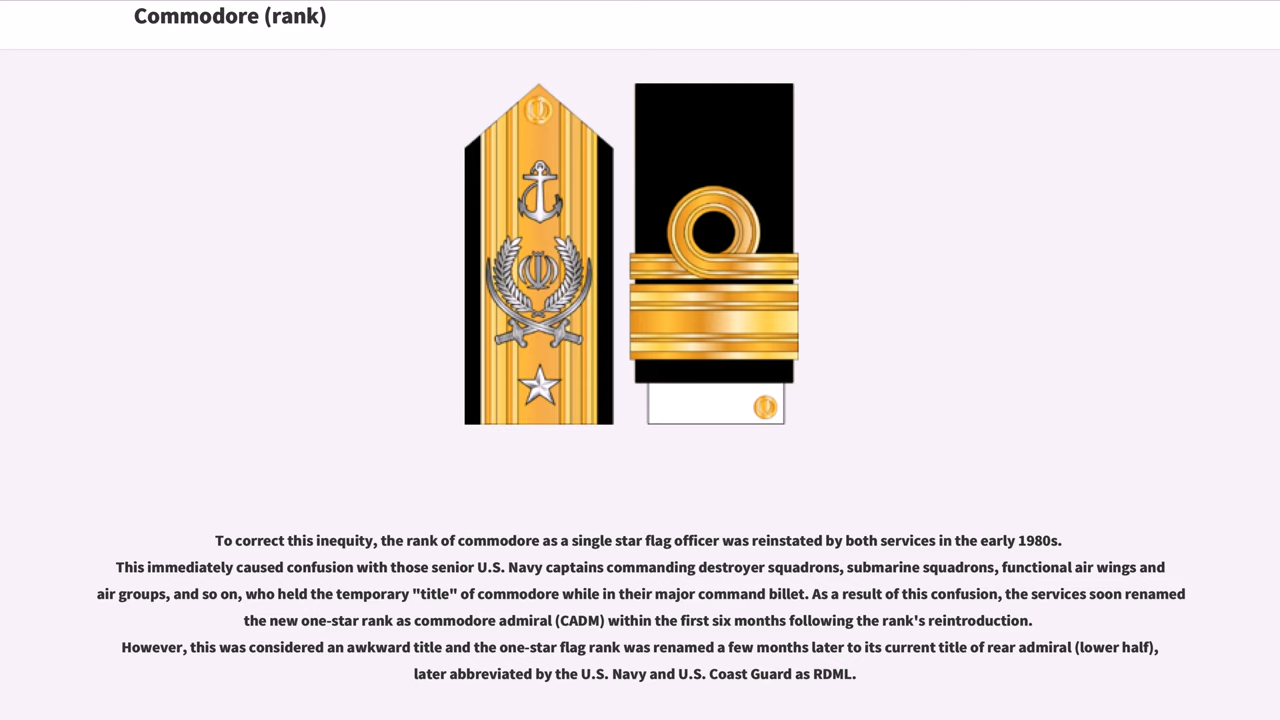 Commodore (rank)
To correct this inequity, the rank of commodore as a single star flag officer was reinstated by both services in the early 1980s.
This immediately caused confusion with those senior U.S. Navy captains commanding destroyer squadrons, submarine squadrons, functional air wings and
air groups, and so on, who held the temporary "title" of commodore while in their major command billet. As a result of this confusion, the services soon renamed
the new one-star rank as commodore admiral (CADM) within the first six months following the rank's reintroduction.
However, this was considered an awkward title and the one-star flag rank was renamed a few months later to its current title of rear admiral (lower half),
later abbreviated by the U.S. Navy and U.S. Coast Guard as RDML.